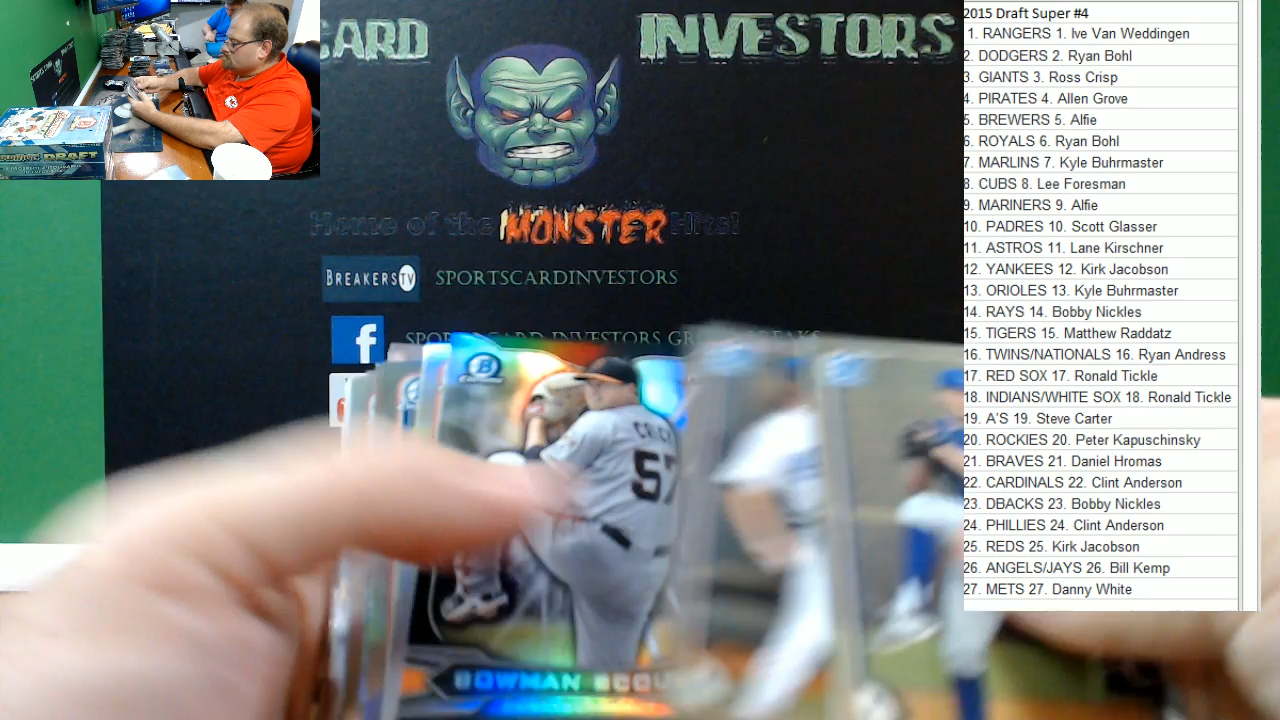 CARD INVESTORS
Home of the MONSTER Hits!
BREAKERSTV SPORTSCARDINVESTORS
f
DRAFT
CRIC
57
BOWMAN SCOU
2015 Draft Super #4
1. RANGERS 1. Ive Van Weddingen
2. DODGERS 2. Ryan Bohl
3. GIANTS 3. Ross Crisp
4. PIRATES 4. Allen Grove
5. BREWERS 5. Alfie
6. ROYALS 6. Ryan Bohl
7. MARLINS 7. Kyle Buhrmaster
8. CUBS 8. Lee Foresman
9. MARINERS 9. Alfie
10. PADRES 10. Scott Glasser
11. ASTROS 11. Lane Kirschner
12. YANKEES 12. Kirk Jacobson
13. ORIOLES 13. Kyle Buhrmaster
14. RAYS 14. Bobby Nickles
15. TIGERS 15. Matthew Raddatz
16. TWINS/NATIONALS 16. Ryan Andress
17. RED SOX 17. Ronald Tickle
18. INDIANS/WHITE SOX 18. Ronald Tickle
19. A'S 19. Steve Carter
20. ROCKIES 20. Peter Kapuschinsky
21. BRAVES 21. Daniel Hromas
22. CARDINALS 22. Clint Anderson
23. DBACKS 23. Bobby Nickles
24. PHILLIES 24. Clint Anderson
25. REDS 25. Kirk Jacobson
26. ANGELS/JAYS 26. Bill Kemp
27. METS 27. Danny White